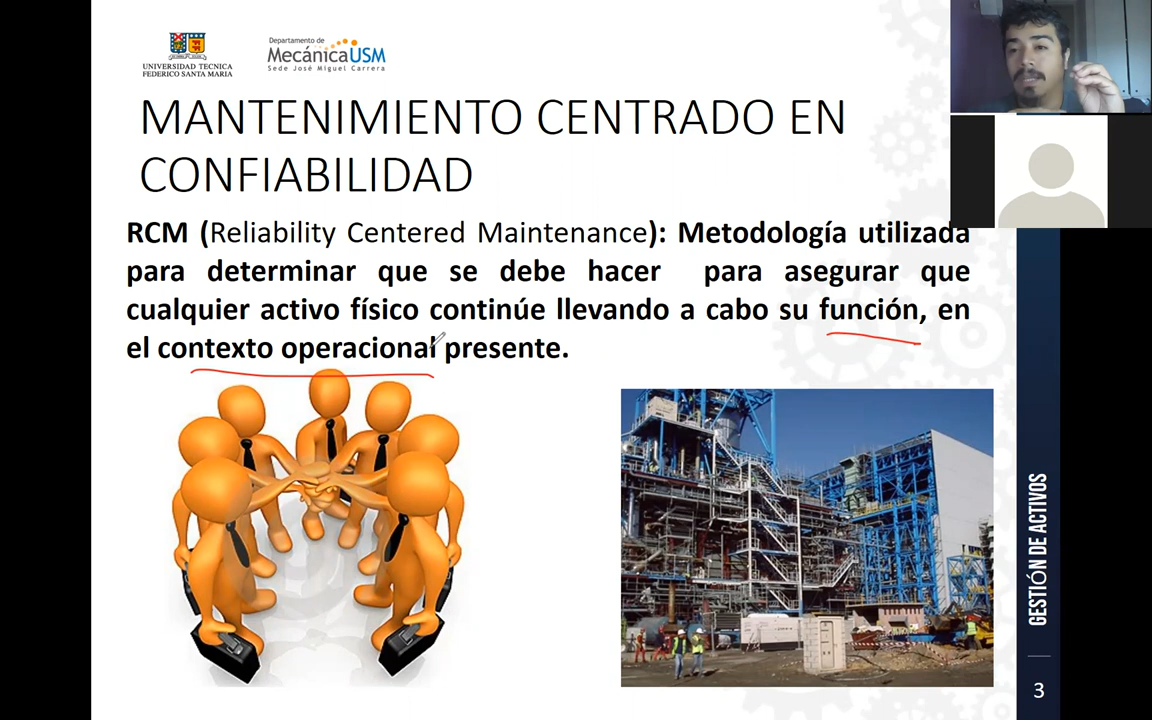 UNIVERSIDAD TECNICA
FEDERICO SANTA MARIA
Departamento de
MecánicaUSM
Sede José Miguel Carrera
MANTENIMIENTO CENTRADO EN
CONFIABILIDAD
RCM (Reliability Centered Maintenance): Metodología utilizada
para determinar que se debe hacer para asegurar que
cualquier activo físico continúe llevando a cabo su función, en
el contexto operacional presente.
GESTIÓN DE ACTIVOS
3